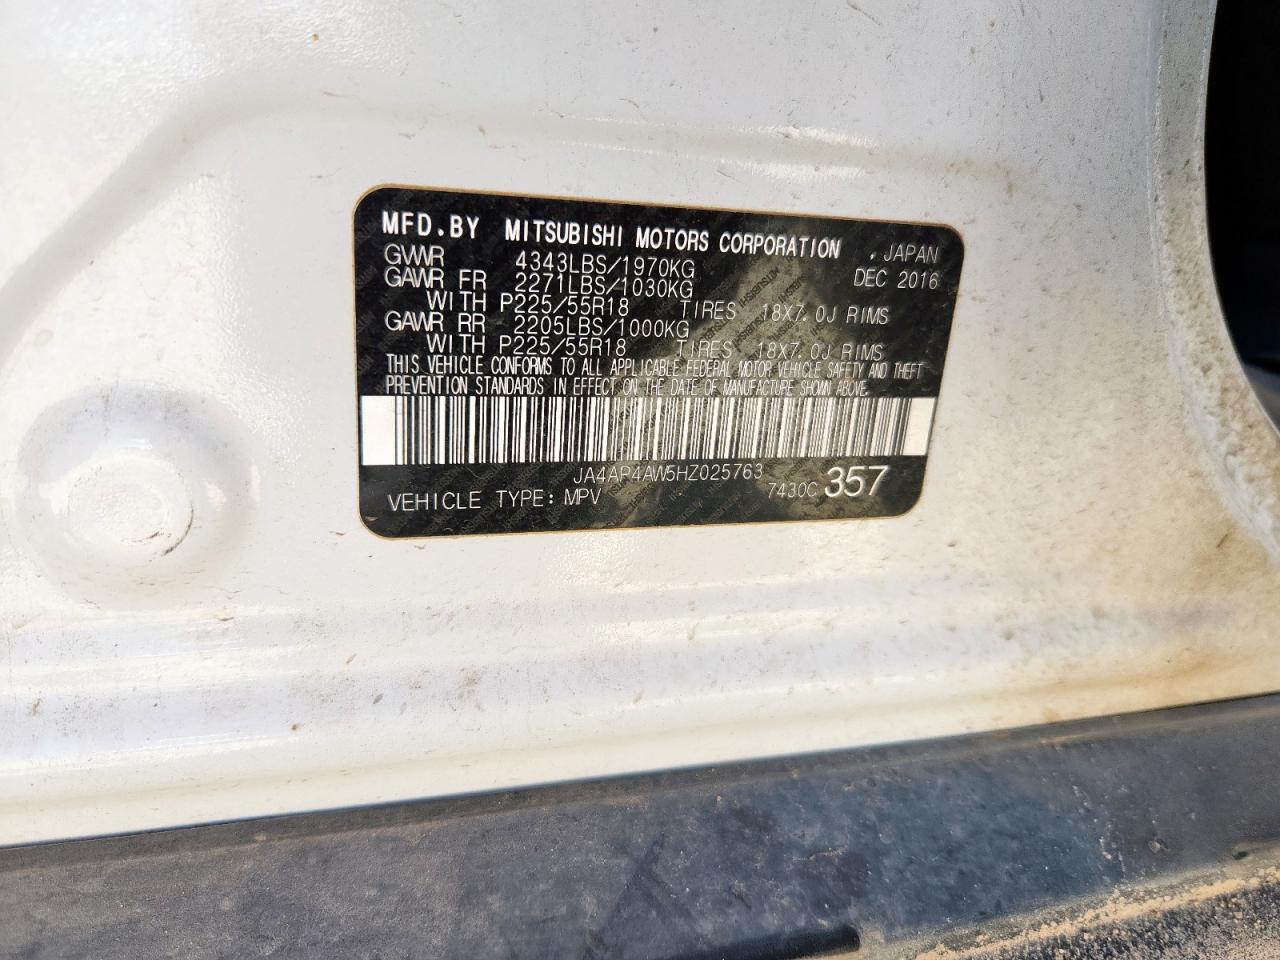 MFD.BY MITSUBISHI MOTORS CORPORATION . JAPAN
GVWR 4343LBS/1970KG DEC 2016
GAWR FR 2271LBS/1030KG
WITH P225/55R18 TIRES 18X7.0J RIMS
GAWR RR 2205LBS/1000KG
WITH P225/55R18 TIRES 18X7.0J RIMS
THIS VEHICLE CONFORMS TO ALL APPLICABLE FEDERAL MOTOR VEHICLE SAFETY AND THEFT
PREVENTION STANDARDS IN EFFECT ON THE DATE OF MANUFACTURE SHOWN ABOVE.
JA4AP4AW5HZ025763
VEHICLE TYPE: MPV 7430C 357